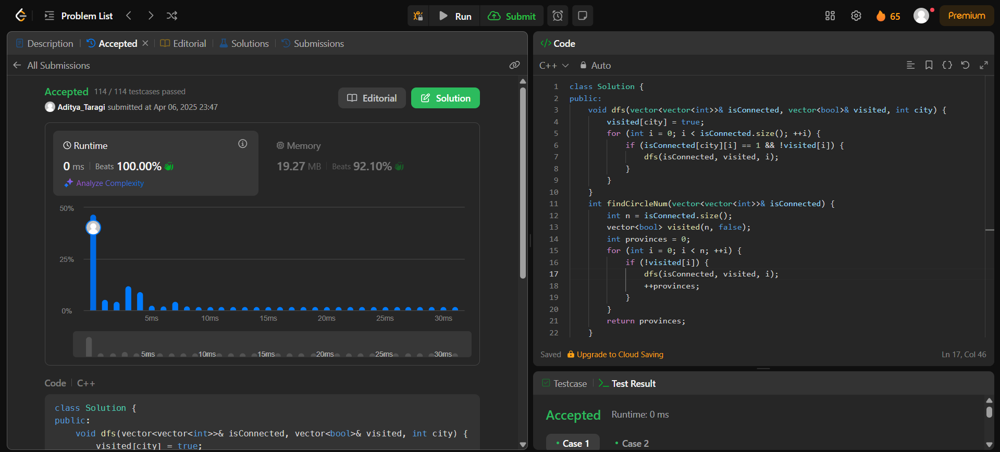 Problem List
Run
Submit
65
Premium
Description
Accepted
Editorial
Solutions
Submissions
All Submissions
Accepted 114 / 114 testcases passed
Aditya_Taragi submitted at Apr 06, 2025 23:47
Editorial
Solution
Runtime
0 ms | Beats 100.00%
Analyze Complexity
Memory
19.27 MB | Beats 92.10%
50%
25%
0%
5ms 10ms 15ms 20ms 25ms 30ms
5ms 10ms 15ms 20ms 25ms 30ms
Code | C++
class Solution {
public:
    void dfs(vector<vector<int>>& isConnected, vector<bool>& visited, int city) {
        visited[city] = true;
</> Code
C++ Auto
1 class Solution {
2 public:
3     void dfs(vector<vector<int>>& isConnected, vector<bool>& visited, int city) {
4         visited[city] = true;
5         for (int i = 0; i < isConnected.size(); ++i) {
6             if (isConnected[city][i] == 1 && !visited[i]) {
7                 dfs(isConnected, visited, i);
8             }
9         }
10     }
11     int findCircleNum(vector<vector<int>>& isConnected) {
12         int n = isConnected.size();
13         vector<bool> visited(n, false);
14         int provinces = 0;
15         for (int i = 0; i < n; ++i) {
16             if (!visited[i]) {
17                 dfs(isConnected, visited, i);
18                 ++provinces;
19             }
20         }
21         return provinces;
22     }
Saved Upgrade to Cloud Saving
Ln 17, Col 46
Testcase
Test Result
Accepted Runtime: 0 ms
Case 1
Case 2